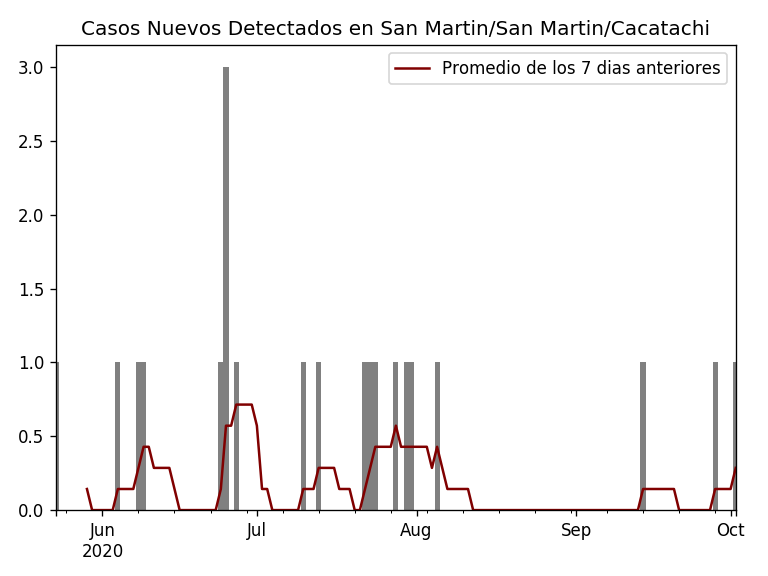 Casos Nuevos Detectados en San Martin/San Martin/Cacatachi
Promedio de los 7 dias anteriores
3.0
2.5
2.0
1.5
1.0
0.5
0.0
Jun Jul Aug Sep Oct
2020